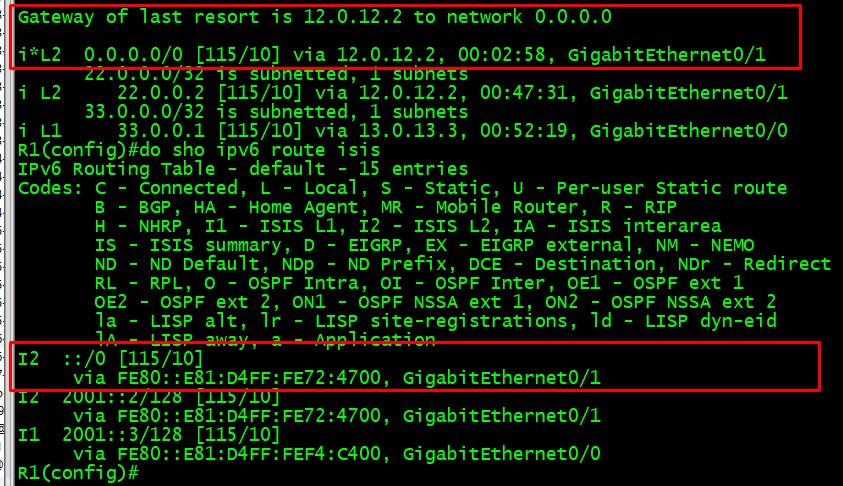 Gateway of last resort is 12.0.12.2 to network 0.0.0.0
i*L2  0.0.0.0/0 [115/10] via 12.0.12.2, 00:02:58, GigabitEthernet0/1
      22.0.0.0/32 is subnetted, 1 subnets
i L2     22.0.0.2 [115/10] via 12.0.12.2, 00:47:31, GigabitEthernet0/1
      33.0.0.0/32 is subnetted, 1 subnets
i L1     33.0.0.1 [115/10] via 13.0.13.3, 00:52:19, GigabitEthernet0/0
R1(config)#do sho ipv6 route isis
IPv6 Routing Table - default - 15 entries
Codes: C - Connected, L - Local, S - Static, U - Per-user Static route
       B - BGP, HA - Home Agent, MR - Mobile Router, R - RIP
       H - NHRP, I1 - ISIS L1, I2 - ISIS L2, IA - ISIS interarea
       IS - ISIS summary, D - EIGRP, EX - EIGRP external, NM - NEMO
       ND - ND Default, NDp - ND Prefix, DCE - Destination, NDr - Redirect
       RL - RPL, O - OSPF Intra, OI - OSPF Inter, OE1 - OSPF ext 1
       OE2 - OSPF ext 2, ON1 - OSPF NSSA ext 1, ON2 - OSPF NSSA ext 2
       la - LISP alt, lr - LISP site-registrations, ld - LISP dyn-eid
       lA - LISP away, a - Application
I2  ::/0 [115/10]
     via FE80::E81:D4FF:FE72:4700, GigabitEthernet0/1
I2  2001::2/128 [115/10]
     via FE80::E81:D4FF:FE72:4700, GigabitEthernet0/1
I1  2001::3/128 [115/10]
     via FE80::E81:D4FF:FEF4:C400, GigabitEthernet0/0
R1(config)#